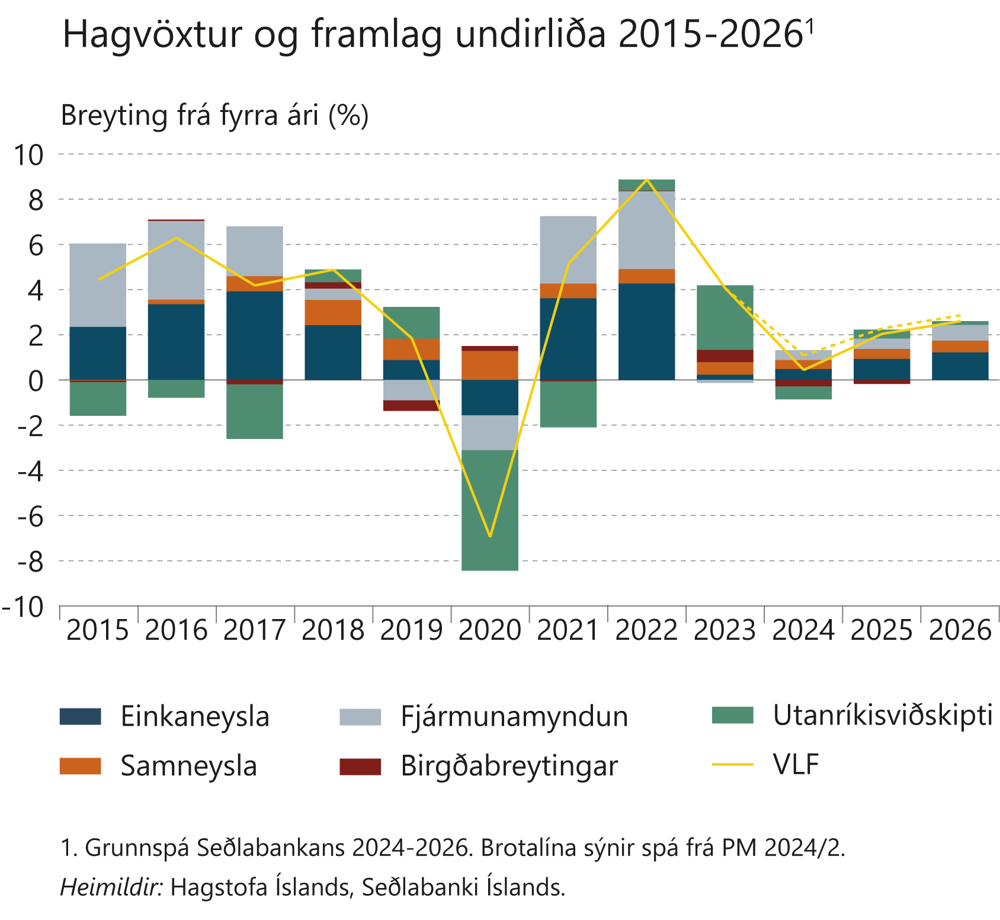 Hagvöxtur og framlag undirliða 2015-2026¹
Breyting frá fyrra ári (%)
10
8
6
4
2
0
-2
-4
-6
-8
-10
2015 2016 2017 2018 2019 2020 2021 2022 2023 2024 2025 2026
Einkaneysla Fjármunamyndun Utanríkisviðskipti
Samneysla Birgðabreytingar VLF
1. Grunnspá Seðlabankans 2024-2026. Brotalína sýnir spá frá PM 2024/2.
Heimildir: Hagstofa Íslands, Seðlabanki Íslands.